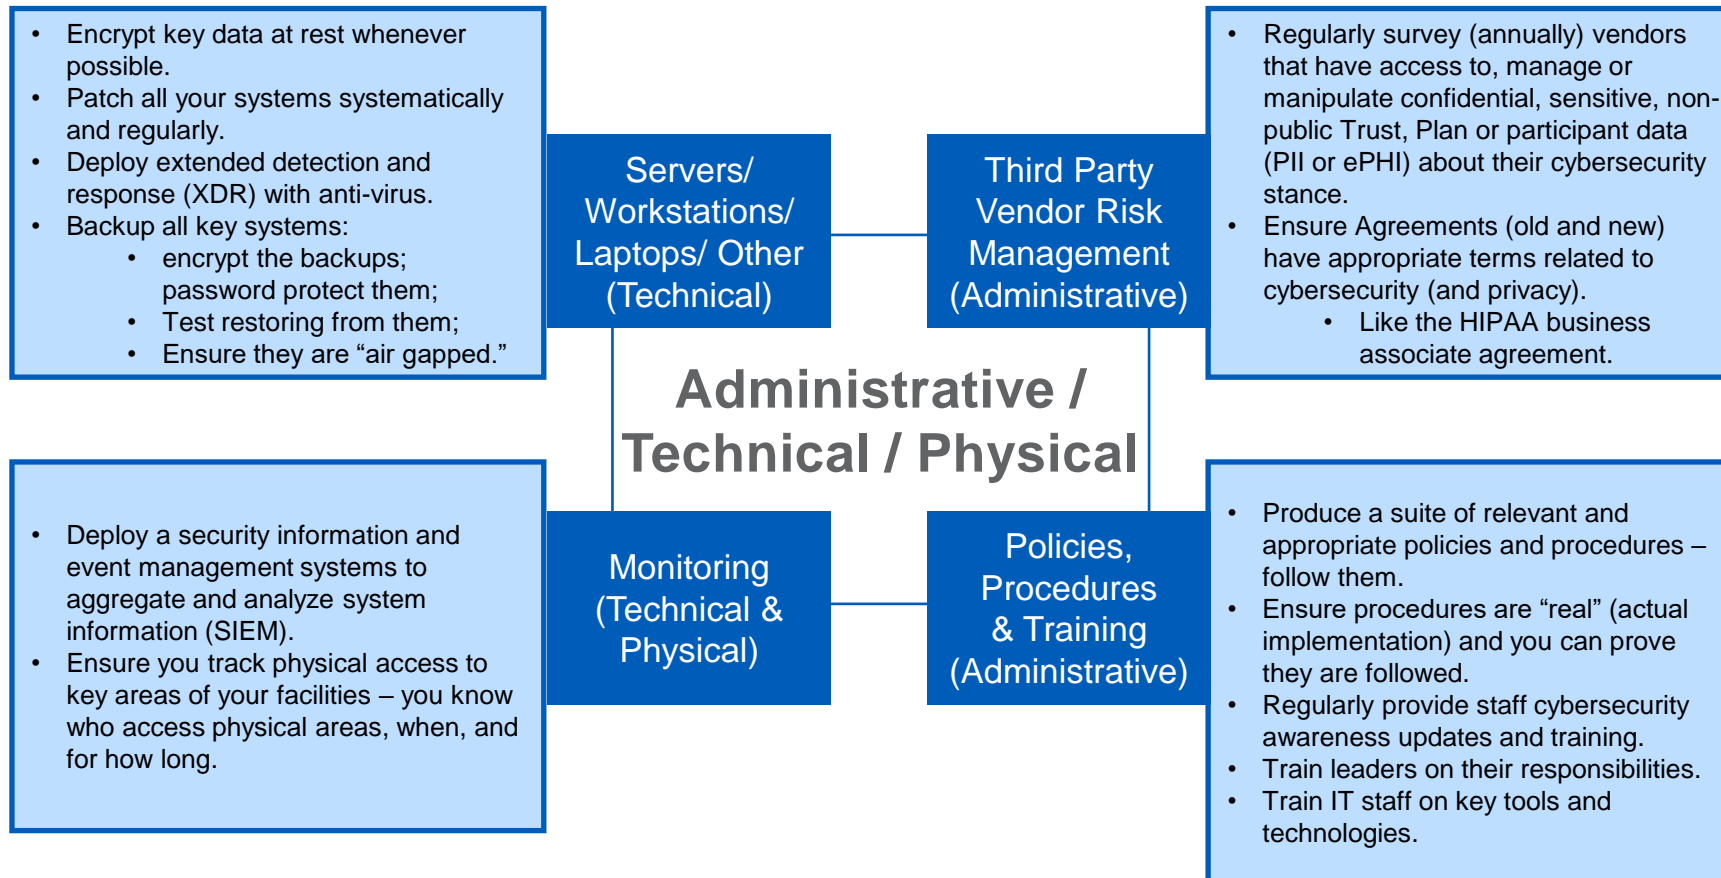 • Encrypt key data at rest whenever
possible.
• Patch all your systems systematically
and regularly.
• Deploy extended detection and
response (XDR) with anti-virus.
• Backup all key systems:
• encrypt the backups;
password protect them;
• Test restoring from them;
• Ensure they are “air gapped.”
Servers/
Workstations/
Laptops/ Other
(Technical)
Third Party
Vendor Risk
Management
(Administrative)
• Regularly survey (annually) vendors
that have access to, manage or
manipulate confidential, sensitive, non-
public Trust, Plan or participant data
(PII or ePHI) about their cybersecurity
stance.
• Ensure Agreements (old and new)
have appropriate terms related to
cybersecurity (and privacy).
• Like the HIPAA business
associate agreement.
Administrative /
Technical / Physical
• Deploy a security information and
event management systems to
aggregate and analyze system
information (SIEM).
• Ensure you track physical access to
key areas of your facilities – you know
who access physical areas, when, and
for how long.
Monitoring
(Technical &
Physical)
Policies,
Procedures
& Training
(Administrative)
• Produce a suite of relevant and
appropriate policies and procedures –
follow them.
• Ensure procedures are “real” (actual
implementation) and you can prove
they are followed.
• Regularly provide staff cybersecurity
awareness updates and training.
• Train leaders on their responsibilities.
• Train IT staff on key tools and
technologies.